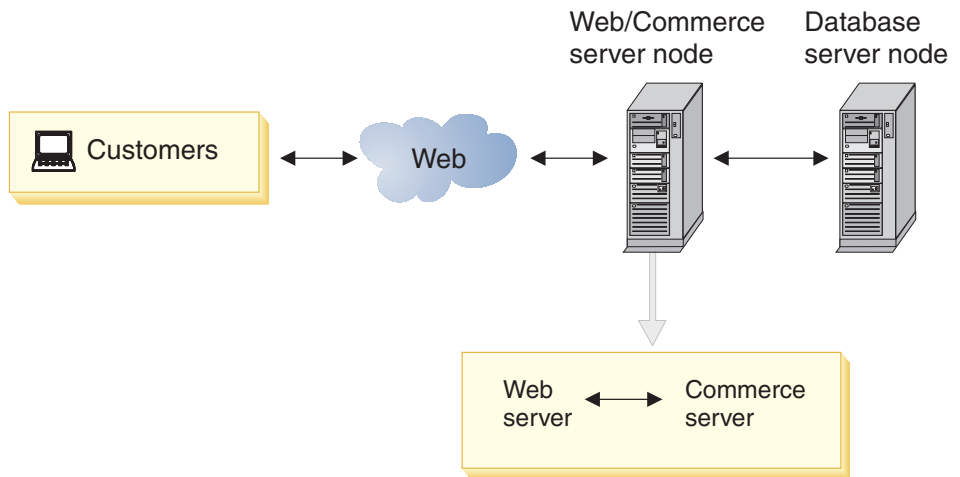 Web/Commerce
server node
Database
server node
Customers
Web
Web
server
Commerce
server